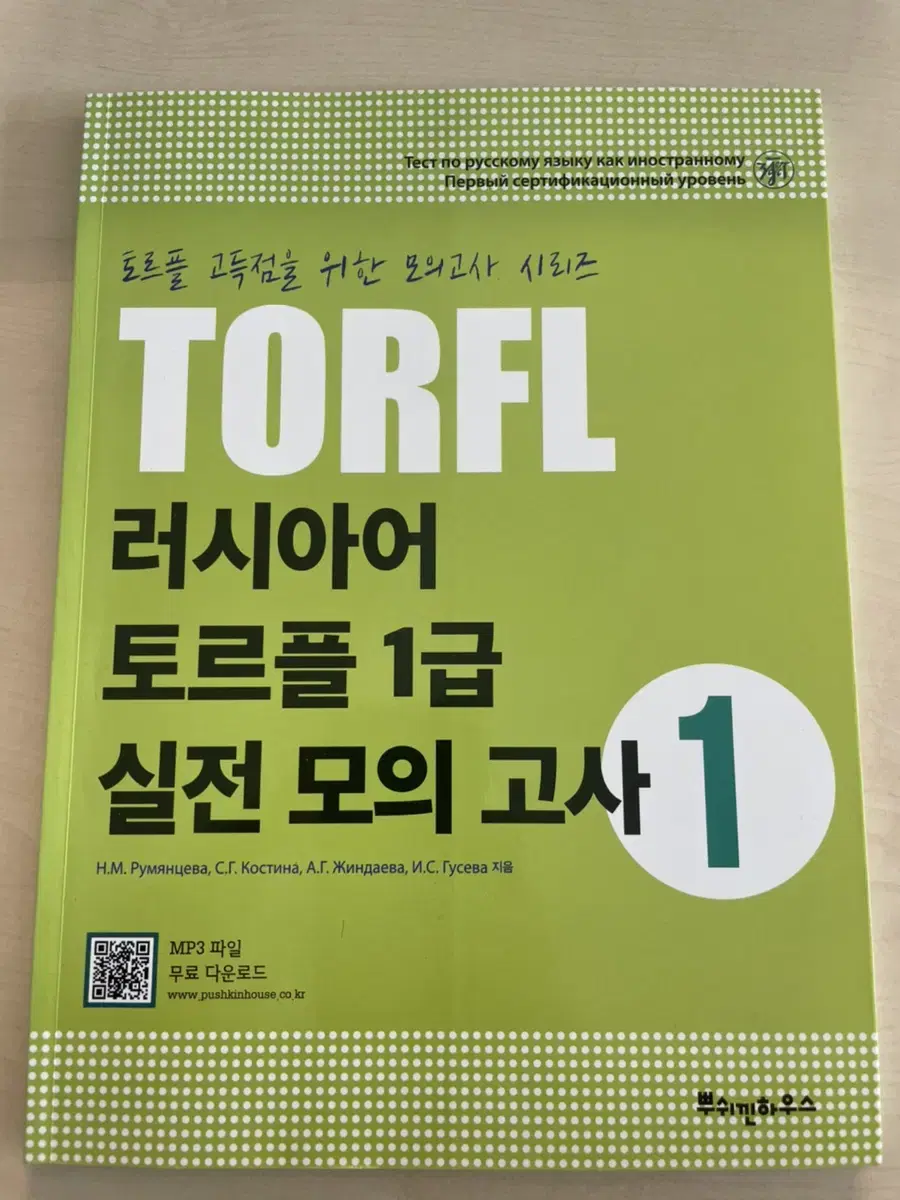 Тест по русскому языку как иностранному
Первый сертификационный уровень
토르플 고득점을 위한 모의고사 시리즈
TORFL
러시아어
토르플 1급
실전 모의 고사 1
Н.М. Румянцева, С.Г. Костина, А.Г. Жиндаева, И.С. Гусева 지음
MP3 파일
무료 다운로드
www.pushkinhouse.co.kr
뿌쉬낀하우스